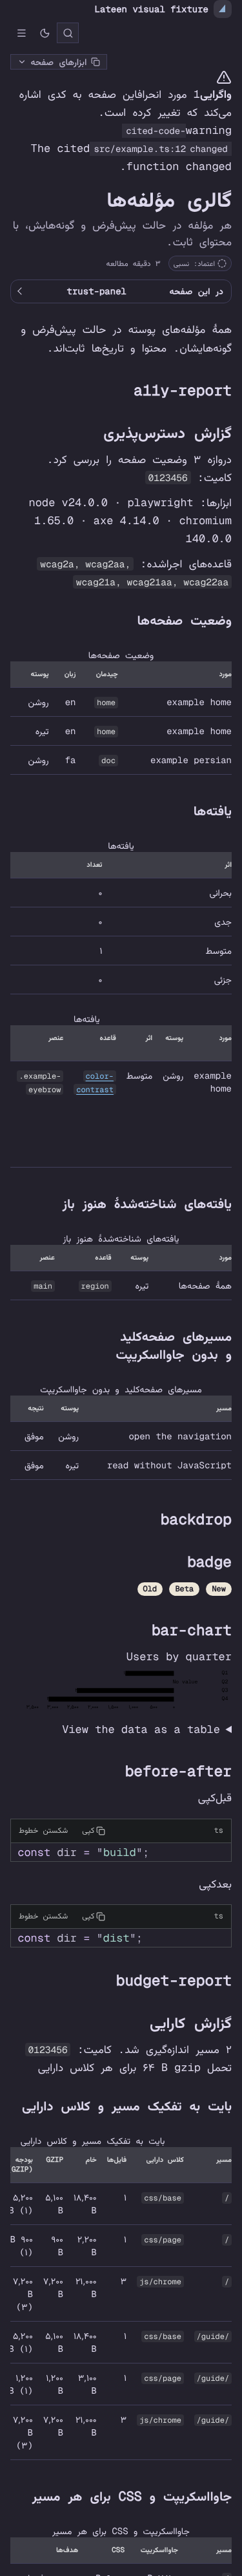 Lateen visual fixture
ابزارهای صفحه
واگرایی1 مورد انحرافاین صفحه به کدی اشاره
می‌کند که تغییر کرده است.
cited-code-warning
The cited src/example.ts:12 changed
function changed.
گالری مؤلفه‌ها
هر مؤلفه در حالت پیش‌فرض و گونه‌هایش، با
محتوای ثابت.
اعتماد: نسبی
۳ دقیقه مطالعه
در این صفحه trust-panel
همهٔ مؤلفه‌های پوسته در حالت پیش‌فرض و
گونه‌هایشان. محتوا و تاریخ‌ها ثابت‌اند.
a11y-report
گزارش دسترس‌پذیری
دروازه ۳ وضعیت صفحه را بررسی کرد.
کامیت: 0123456
ابزارها: node v24.0.0 · playwright
1.65.0 · axe 4.14.0 · chromium
140.0.0
قاعده‌های اجراشده: wcag2a, wcag2aa,
wcag21a, wcag21aa, wcag22aa
وضعیت صفحه‌ها
وضعیت صفحه‌ها
مورد چیدمان زبان پوسته
example home home en روشن
example home home en تیره
example persian doc fa روشن
یافته‌ها
یافته‌ها
اثر تعداد
بحرانی ۰
جدی ۰
متوسط ۱
جزئی ۰
یافته‌ها
مورد پوسته اثر قاعده عنصر
example home روشن متوسط color-contrast .example-eyebrow
یافته‌های شناخته‌شدهٔ هنوز باز
یافته‌های شناخته‌شدهٔ هنوز باز
مورد پوسته قاعده عنصر
همهٔ صفحه‌ها تیره region main
مسیرهای صفحه‌کلید
و بدون جاوااسکریپت
مسیرهای صفحه‌کلید و بدون جاوااسکریپت
مسیر پوسته نتیجه
open the navigation روشن موفق
read without JavaScript تیره موفق
backdrop
badge
New Beta Old
bar-chart
Users by quarter
View the data as a table
before-after
قبل‌کپی
ts کپی شکستن خطوط
const dir = "build";
بعدکپی
ts کپی شکستن خطوط
const dir = "dist";
budget-report
گزارش کارایی
۲ مسیر اندازه‌گیری شد. کامیت: 0123456
تحمل ۶۴ B gzip برای هر کلاس دارایی
بایت به تفکیک مسیر و کلاس دارایی
بایت به تفکیک مسیر و کلاس دارایی
مسیر کلاس دارایی فایل‌ها خام GZIP بودجه (GZIP
/ css/base ۱ ۱۸,۴۰۰ B ۵,۱۰۰ B ۵,۲۰۰ B (۱)
/ css/page ۱ ۲,۲۰۰ B ۹۰۰ B ۹۰۰ B (۱)
/ js/chrome ۳ ۲۱,۰۰۰ B ۷,۲۰۰ B ۷,۲۰۰ B (۳)
/guide/ css/base ۱ ۱۸,۴۰۰ B ۵,۱۰۰ B ۵,۲۰۰ B (۱)
/guide/ css/page ۱ ۳,۱۰۰ B ۱,۲۰۰ B ۱,۲۰۰ B (۱)
/guide/ js/chrome ۳ ۲۱,۰۰۰ B ۷,۲۰۰ B ۷,۲۰۰ B (۳)
جاوااسکریپت و CSS برای هر مسیر
جاوااسکریپت و CSS برای هر مسیر
مسیر جاوااسکریپت CSS هدف‌ها